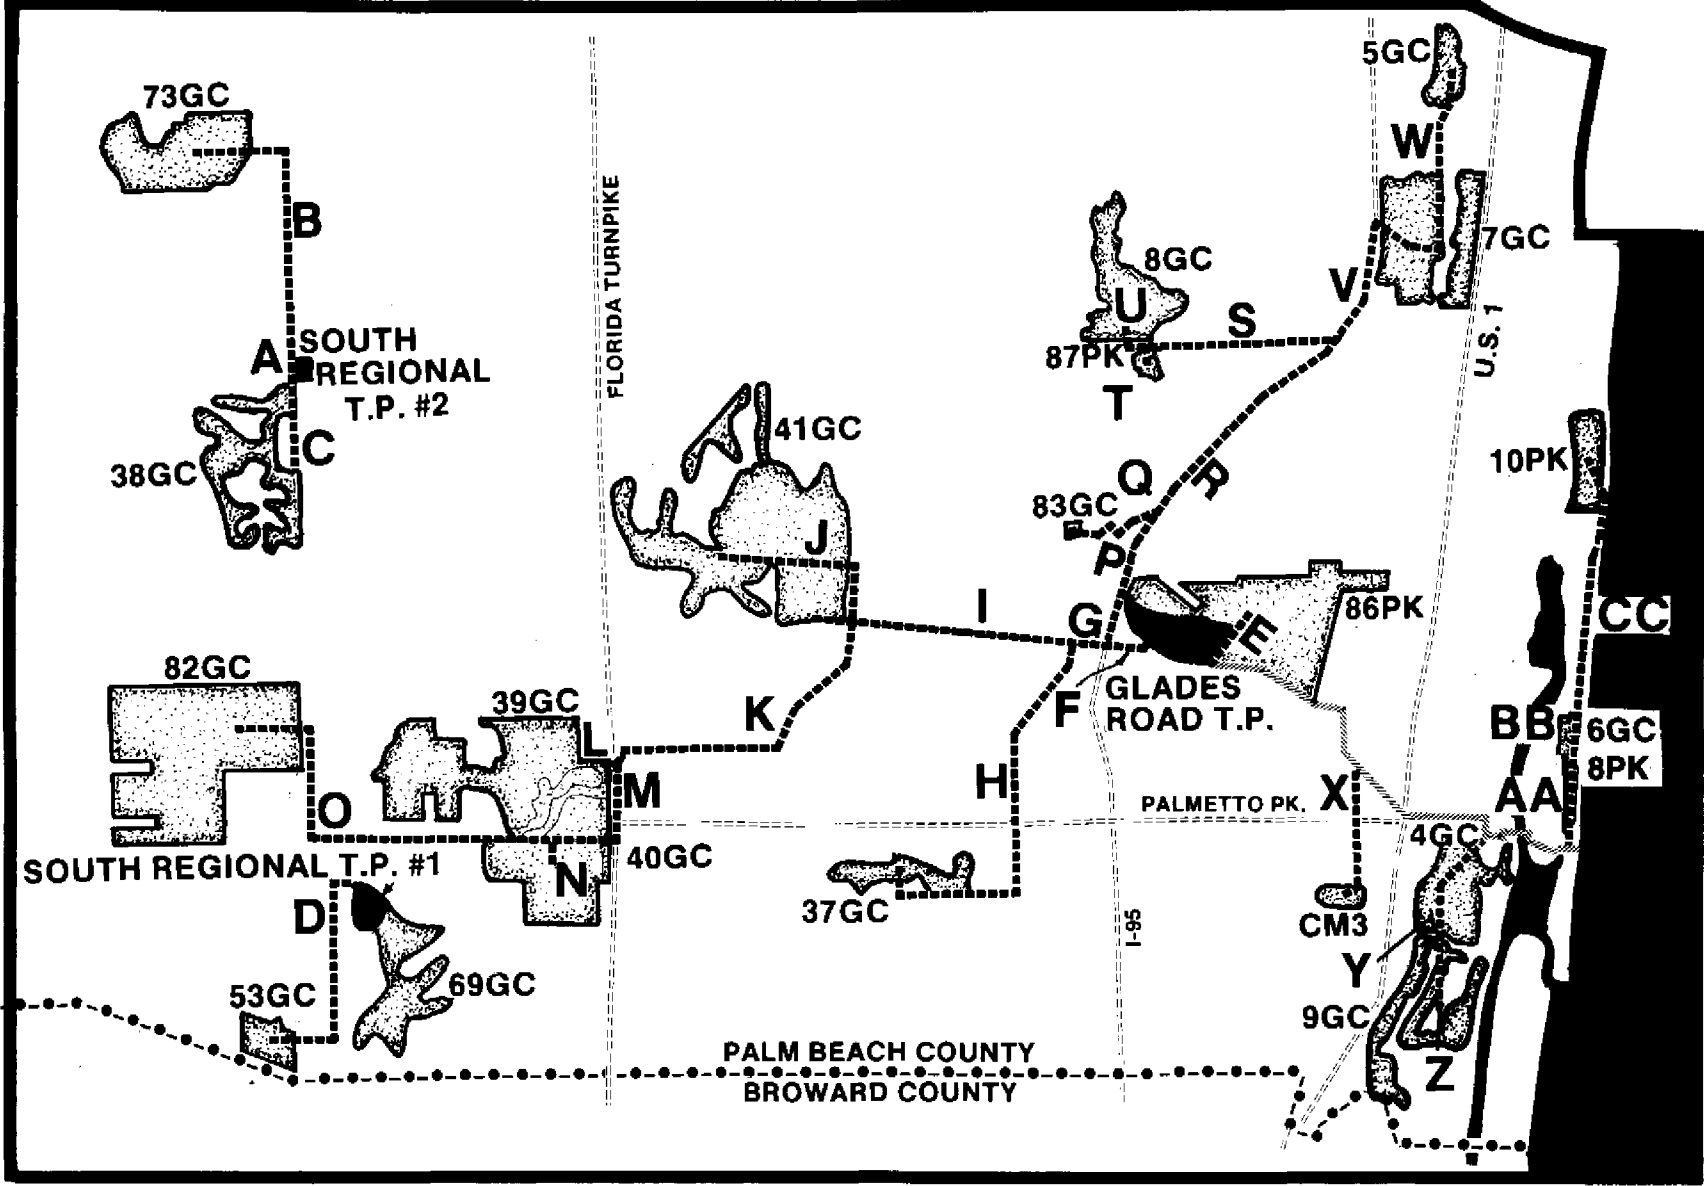 5GC
73GC
W
B
FLORIDA TURNPIKE
7GC
8GC
V
U
S
U.S. 1
A
SOUTH
REGIONAL
T.P. #2
87PK
T
41GC
C
38GC
10PK
Q
R
83GC
J
P
I
G
E
86PK
CC
82GC
39GC
GLADES
ROAD T.P.
F
K
L
BB
6GC
8PK
M
H
X
AA
O
PALMETTO PK.
4GC
SOUTH REGIONAL T.P. #1
40GC
N
D
37GC
CM3
I-95
Y
69GC
53GC
9GC
PALM BEACH COUNTY
BROWARD COUNTY
Z